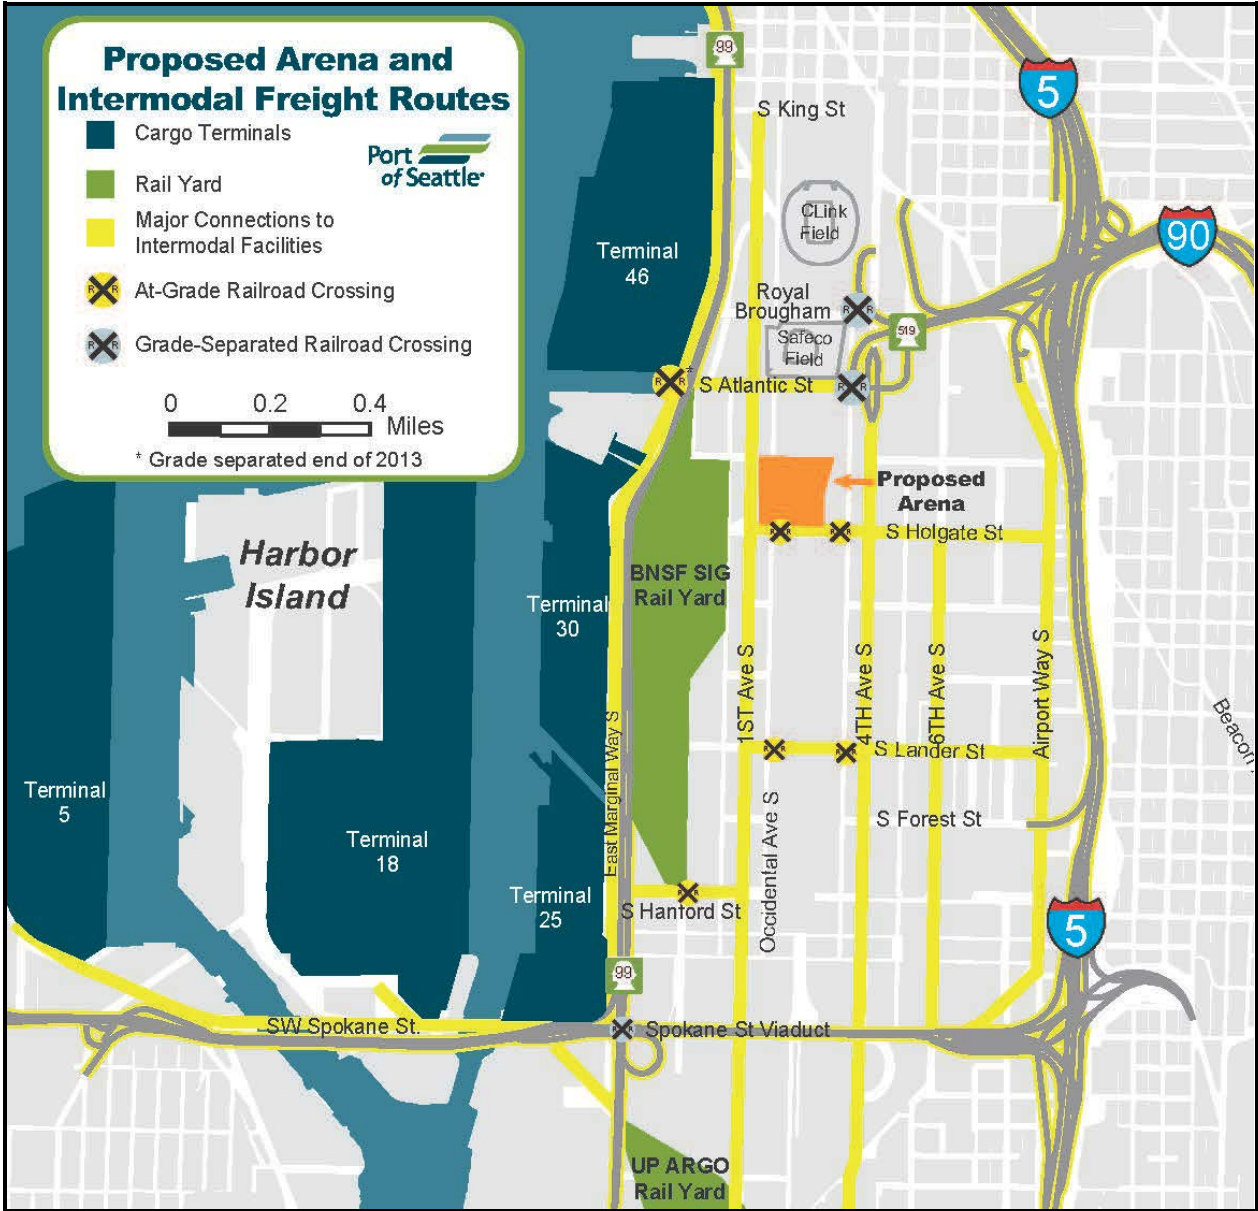 Proposed Arena and
Intermodal Freight Routes
Cargo Terminals
Port
of Seattle
Rail Yard
Major Connections to
Intermodal Facilities
At-Grade Railroad Crossing
Grade-Separated Railroad Crossing
0 0.2 0.4
Miles
* Grade separated end of 2013
99
5
S King St
CLink
Field
90
Terminal
46
Royal
Brougham
519
Safeco
Field
*
S Atlantic St
Proposed
Arena
S Holgate St
Harbor
Island
BNSF SIG
Rail Yard
Terminal
30
1ST Ave S
4TH Ave S
6TH Ave S
Airport Way S
Beacon
East Marginal Way S
S Lander St
Terminal
5
Terminal
18
Occidental Ave S
S Forest St
Terminal
25
S Hanford St
5
99
SW Spokane St.
Spokane St Viaduct
UP ARGO
Rail Yard